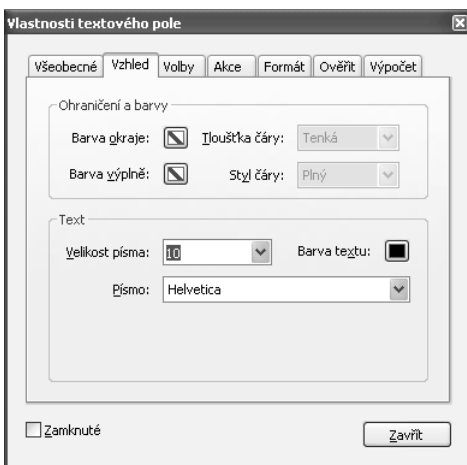 Vlastnosti textového pole
Všeobecné Vzhled Volby Akce Formát Ověřit Výpočet
Ohraničení a barvy
Barva okraje: Tloušťka čáry: Tenká
Barva výplně: Styl čáry: Plný
Text
Velikost písma: 10 Barva textu:
Písmo: Helvetica
Zamknuté
Zavřít